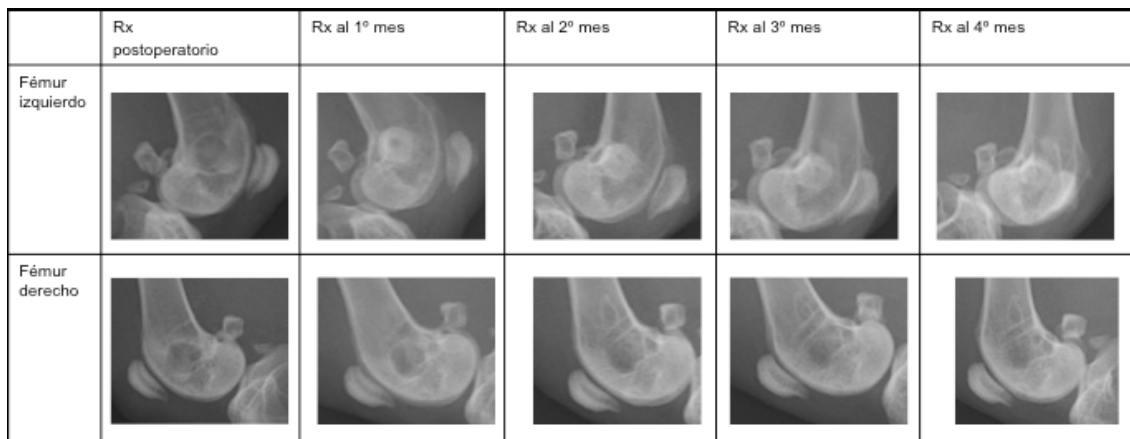 Rx
postoperatorio
Rx al 1º mes
Rx al 2º mes
Rx al 3º mes
Rx al 4º mes
Fémur
izquierdo
Fémur
derecho